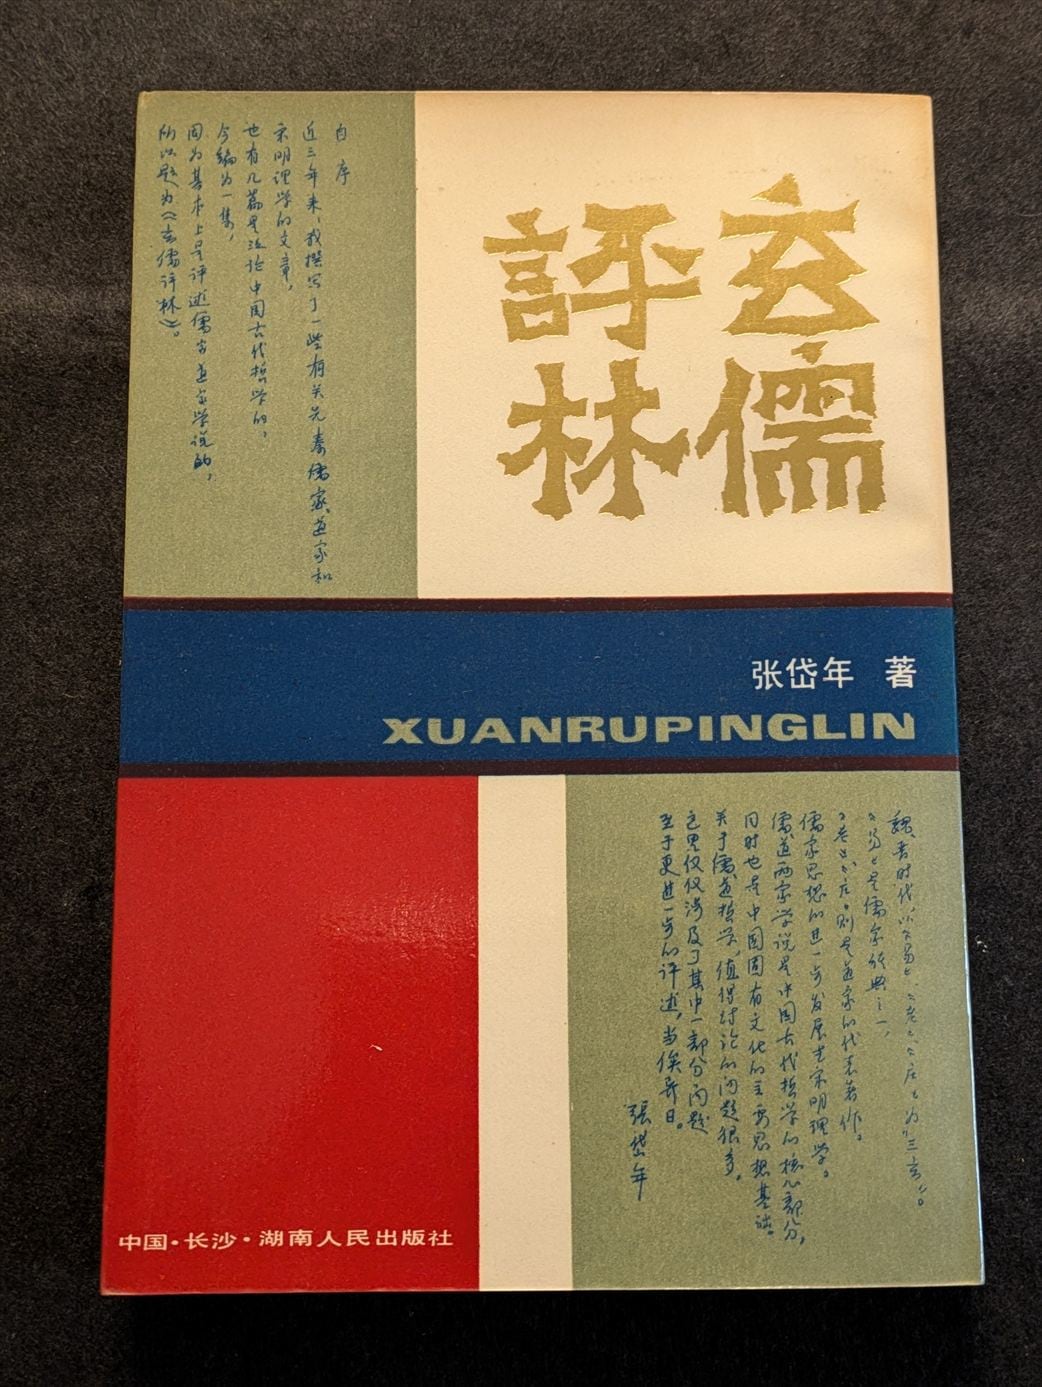 玄儒
評林
自序
近三年来,我撰写了一些有关先秦儒家道家和
宋明理学的文章,
也有几篇是泛论中国古代哲学的,
今编为一集,
因为基本上是评述儒家道家学说的,
所以题为《玄儒评林》。
张岱年 著
XUANRUPINGLIN
魏晋时代,以《易》、《老》、《庄》为“三玄”。
《易》是儒家经典之一,
《老》《庄》则是道家的代表著作。
儒家思想的进一步发展是宋明理学。
儒道两家学说是中国古代哲学的核心部分,
同时也是中国固有文化的主要思想基础。
关于儒道哲学,值得讨论的问题很多,
这里仅仅涉及了其中一部分问题
至于更进一步的评述,当俟异日。
张岱年
中国·长沙·湖南人民出版社